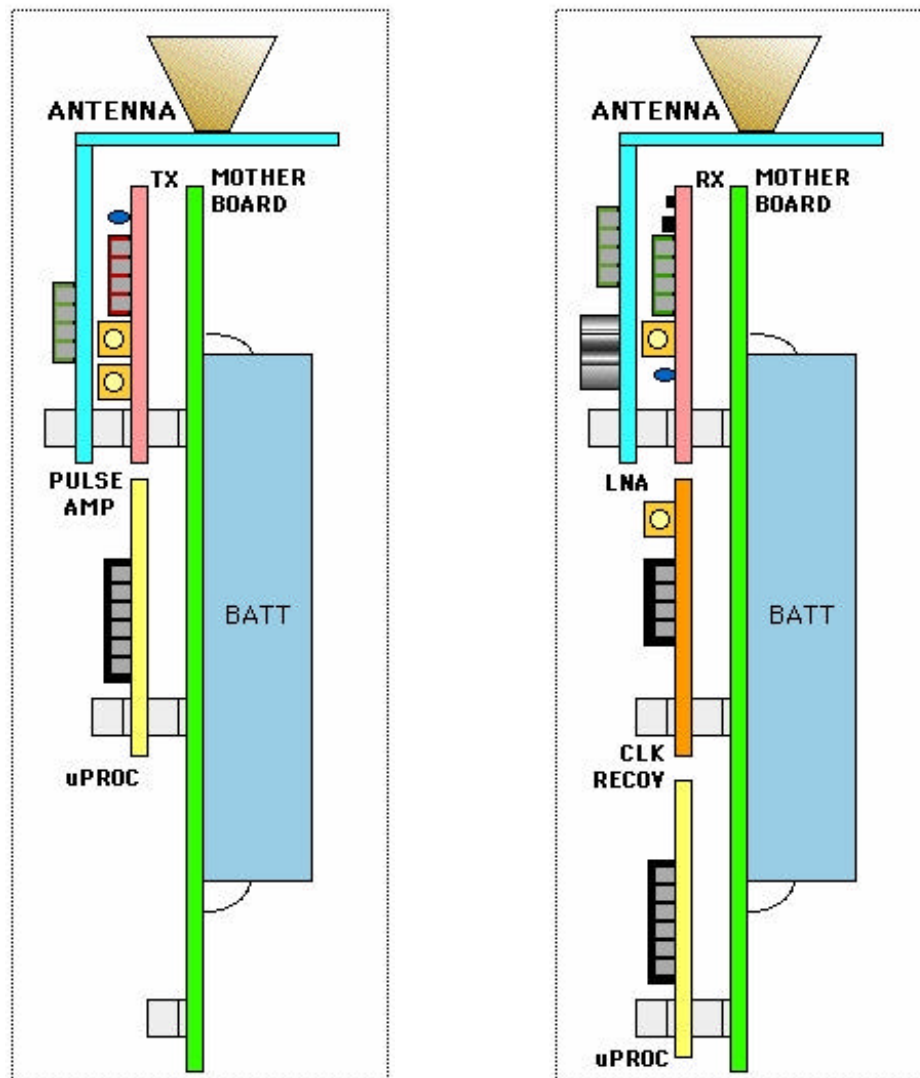 ANTENNA
TX
MOTHER
BOARD
PULSE
AMP
BATT
uPROC
ANTENNA
RX
MOTHER
BOARD
LNA
BATT
CLK
RECOV
uPROC